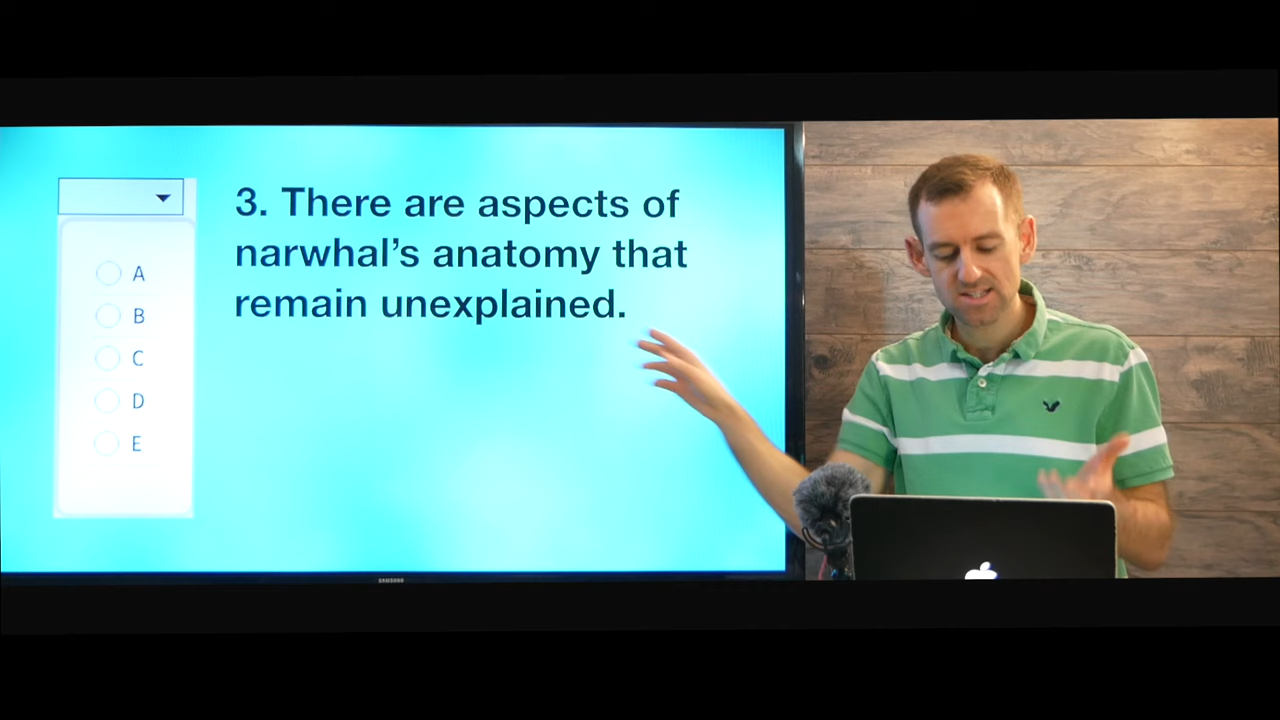 3. There are aspects of
narwhal's anatomy that
remain unexplained.
A
B
C
D
E
SAMSUNG